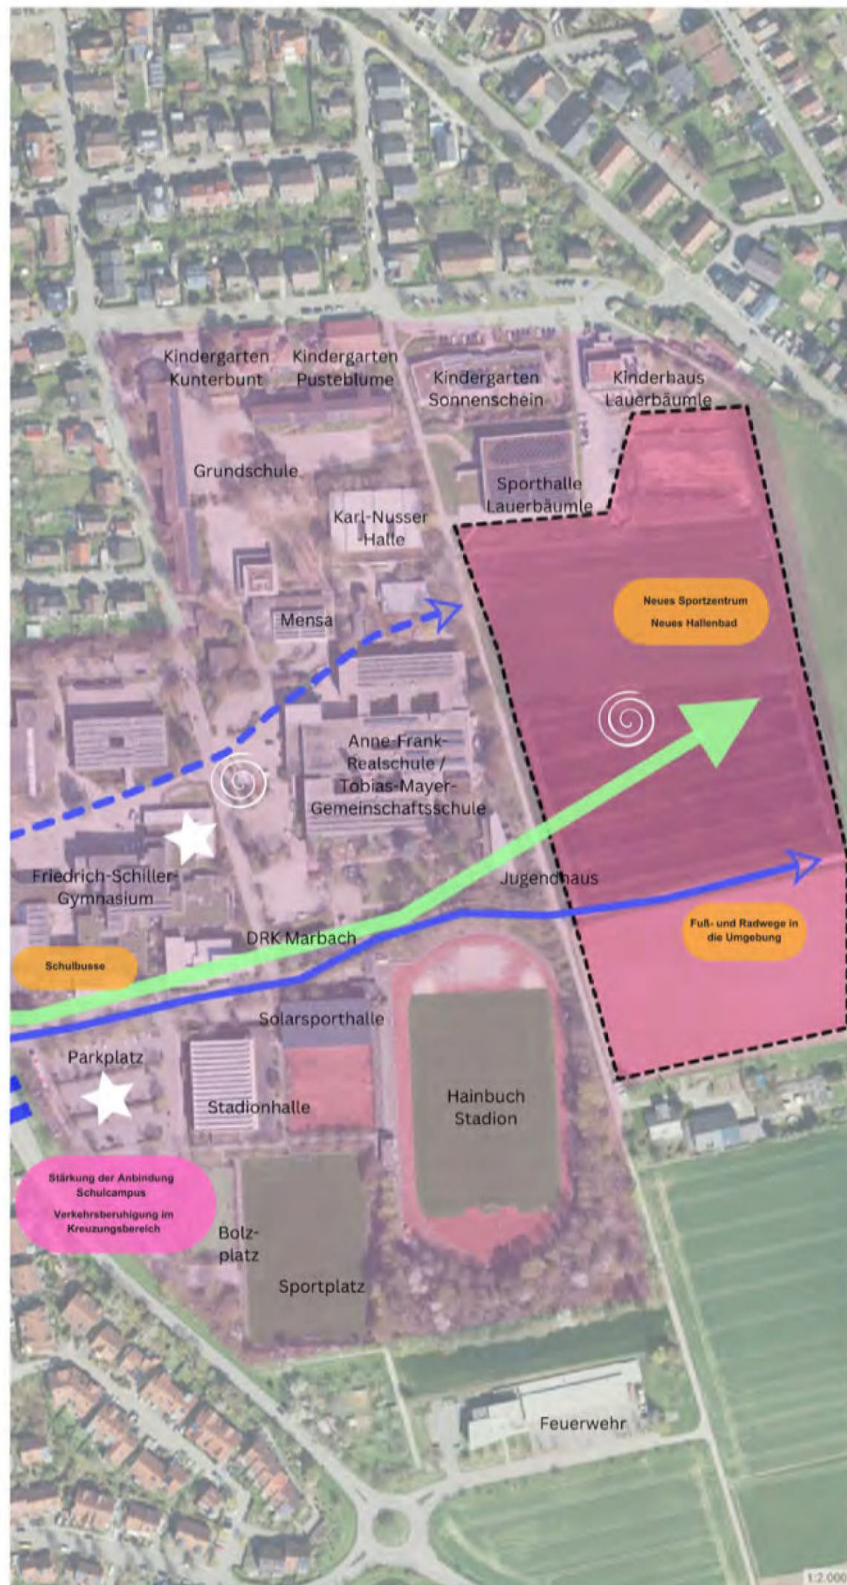 Kindergarten
Kunterbunt
Kindergarten
Pusteblume
Kindergarten
Sonnenschein
Kinderhaus
Lauerbäumle
Grundschule
Sporthalle
Lauerbäumle
Karl-Nusser
-Halle
Neues Sportzentrum
Neues Hallenbad
Mensa
Anne-Frank-
Realschule /
Tobias-Mayer-
Gemeinschaftsschule
Friedrich-Schiller-
Gymnasium
Jugendhaus
Fuß- und Radwege in
die Umgebung
DRK Marbach
Schulbusse
Solarsporthalle
Parkplatz
Stadionhalle
Hainbuch
Stadion
Stärkung der Anbindung
Schulcampus
Verkehrsberuhigung im
Kreuzungsbereich
Bolz-
platz
Sportplatz
Feuerwehr
1:2.000